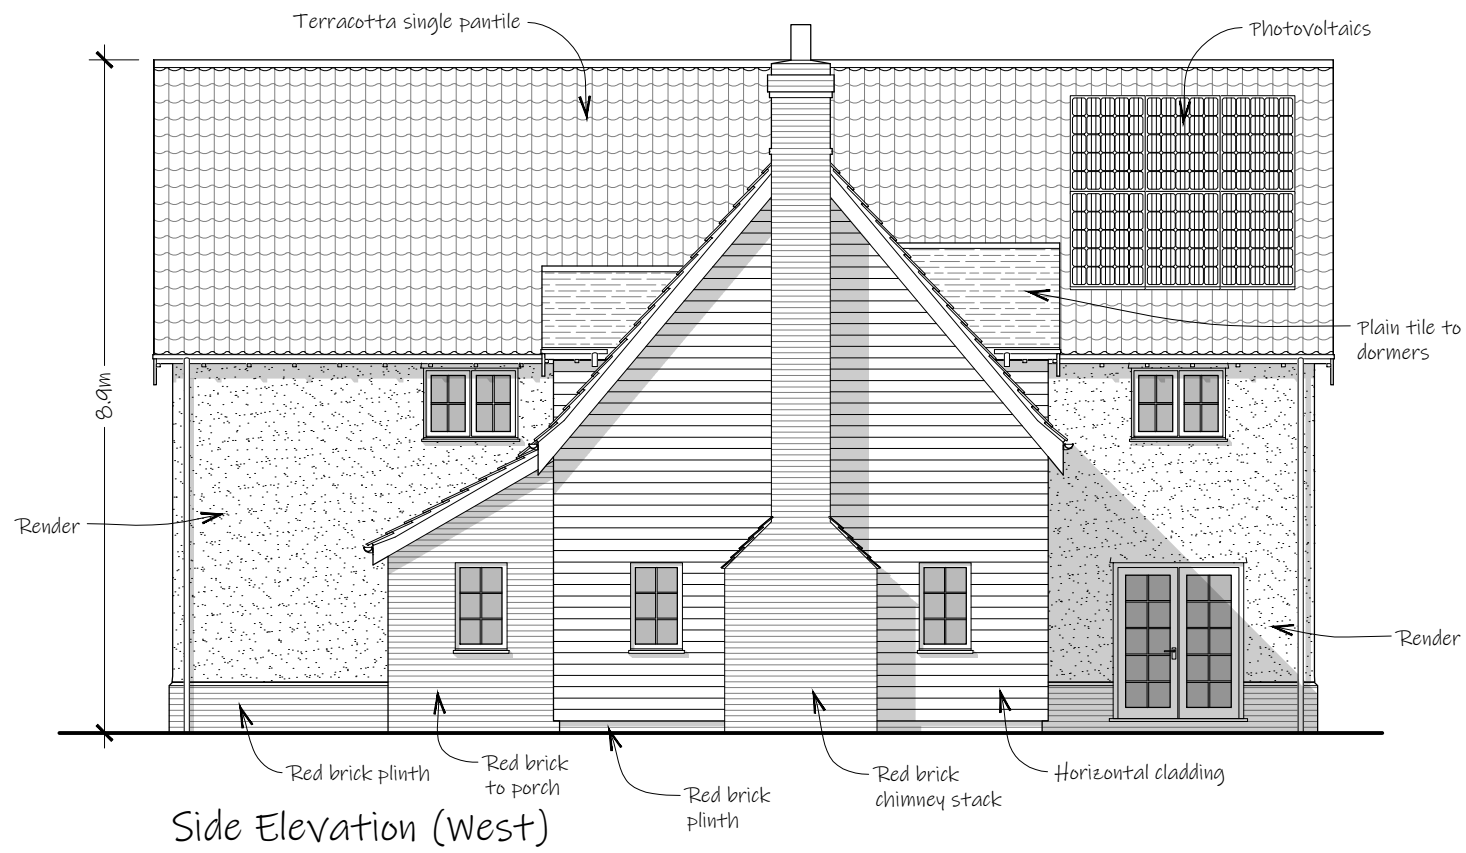 Terracotta single pantile
Photovoltaics
Plain tile to
dormers
8.9m
Render
Render
Red brick plinth
Red brick
to porch
Red brick
plinth
Red brick
chimney stack
Horizontal cladding
Side Elevation (West)